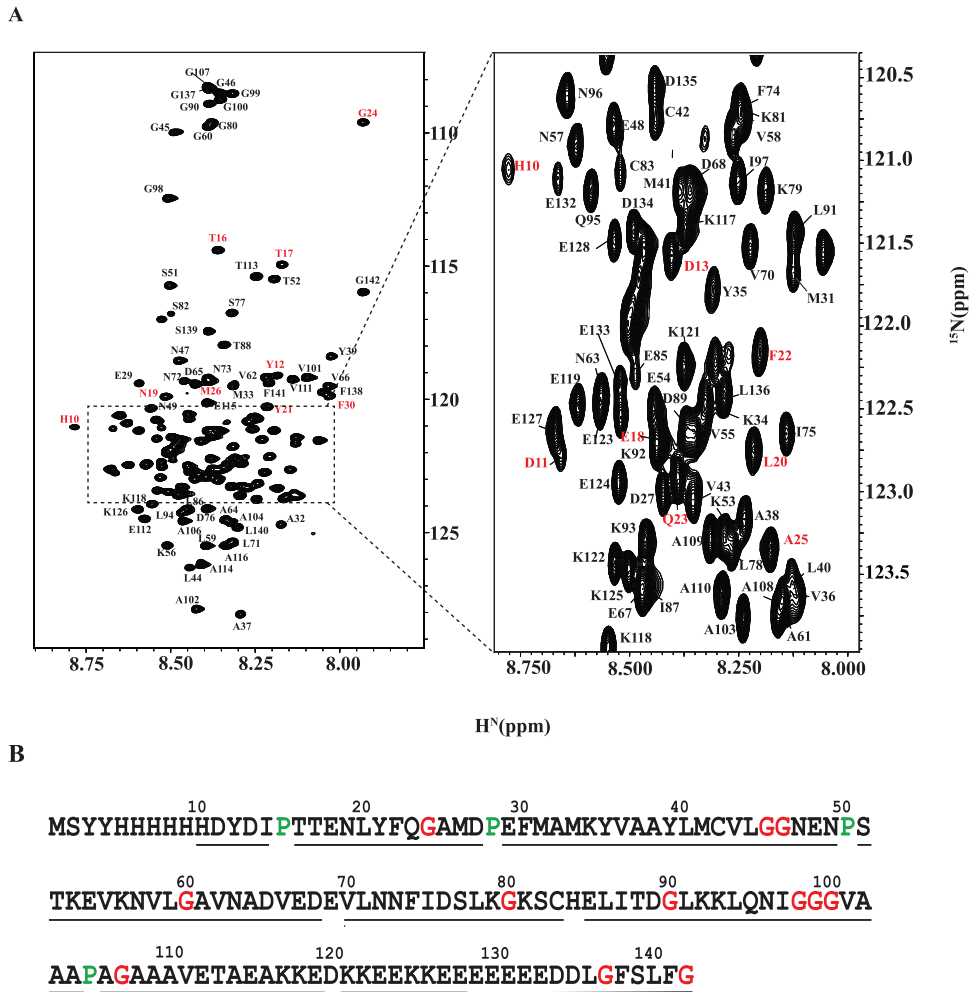 A
G107
G46
G137
G99
G90
G100
G24
G45
G60
G80
G98
T16
T17
T113
T52
G142
S51
S82
S77
S139
T88
N47
Y39
E29
N72
D65
N73
V62
Y12
V101
V66
N19
M26
M33
F141
V111
F138
N49
E115
Y21
F30
H10
K118
L86
K126
L94
D76
A64
A104
A32
E112
A106
L140
K56
L59
L71
A116
L44
A114
A102
A37
110
115
120
125
8.750
8.500
8.250
8.00
N96
D135
C42
F74
K81
E48
V58
N57
C83
D68
I97
H10
M41
E132
Q95
K79
D134
K117
L91
E128
D13
V70
Y35
M31
E133
K121
F22
N63
E85
E119
E54
L136
D89
K34
E127
E123
E18
V55
I75
D11
K92
L20
E124
D27
V43
Q23
K53
A38
K93
A109
A25
K122
L78
L40
K125
A110
A108
V36
E67
I87
A103
A61
K118
120.5
121.0
121.5
122.0
122.5
123.0
123.5
8.750
8.500
8.250
8.000
¹⁵N(ppm)
Hᴺ(ppm)
B
10 20 30 40 50
MSYYHHHHHHDYDIPTTENLYFQGAMDPEFMAMKYVAAYLMCVLGGNENPS
60 70 80 90 100
TKEVKNVLGAVNADVEDEVLNNFIDSLKGKSCHELITDGLKKLQNIGGGVA
110 120 130 140
AAPAGAAAVETAEAKKEDKKEEKKEEEEEEEDDLGFSLFG